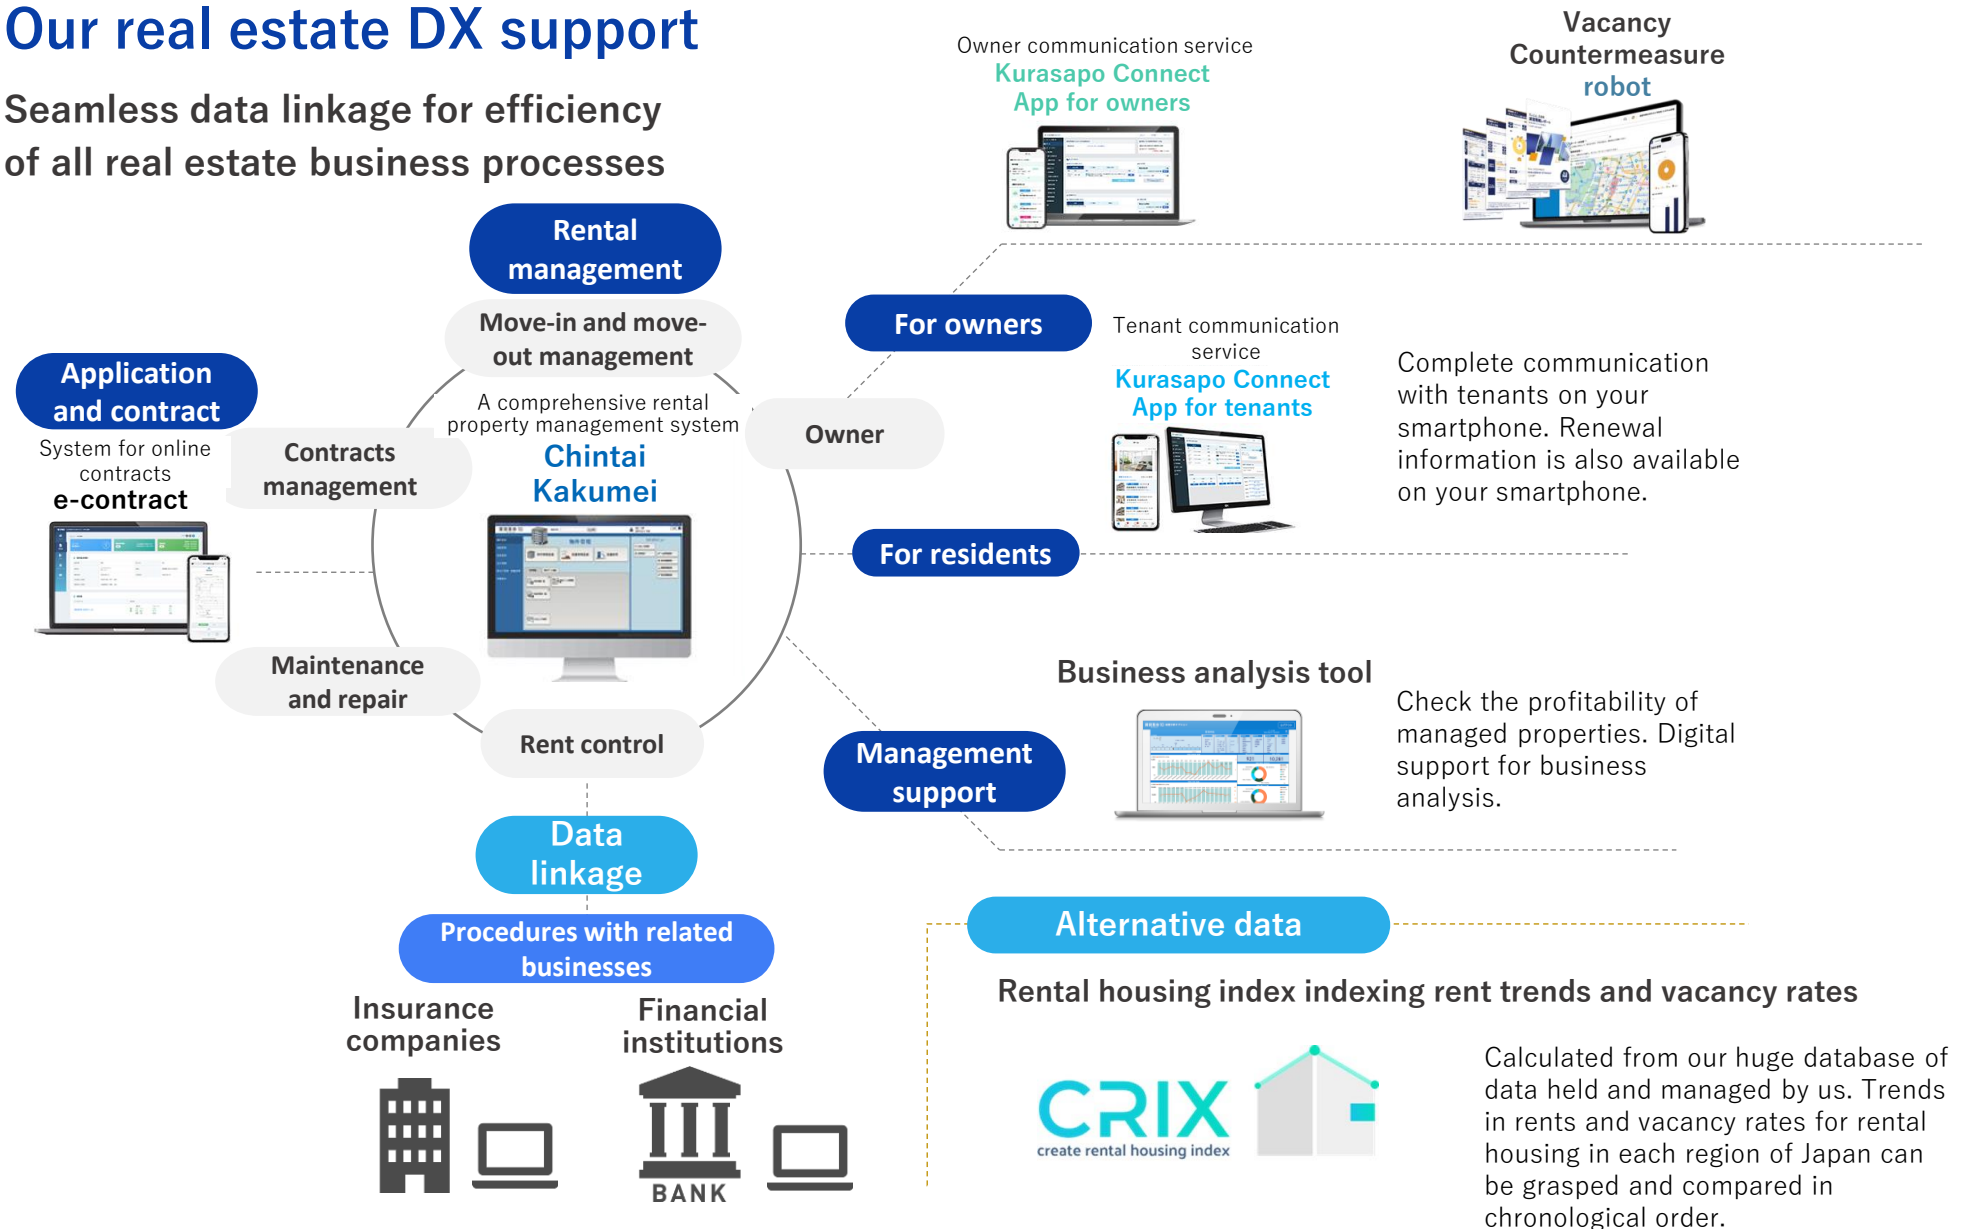 Our real estate DX support
Seamless data linkage for efficiency
of all real estate business processes
Owner communication service
Kurasapo Connect
App for owners
Vacancy
Countermeasure
robot
Rental
management
Move-in and move-
out management
For owners
Application
and contract
System for online
contracts
e-contract
Contracts
management
A comprehensive rental
property management system
Chintai
Kakumei
Owner
Tenant communication
service
Kurasapo Connect
App for tenants
Complete communication
with tenants on your
smartphone. Renewal
information is also available
on your smartphone.
For residents
Maintenance
and repair
Rent control
Management
support
Business analysis tool
Check the profitability of
managed properties. Digital
support for business
analysis.
Data
linkage
Procedures with related
businesses
Insurance
companies
Financial
institutions
BANK
Alternative data
Rental housing index indexing rent trends and vacancy rates
CRIX
create rental housing index
Calculated from our huge database of
data held and managed by us. Trends
in rents and vacancy rates for rental
housing in each region of Japan can
be grasped and compared in
chronological order.